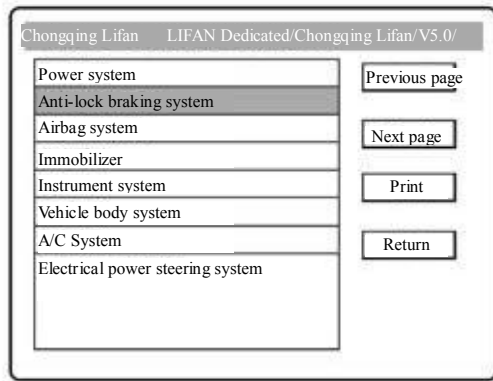 Chongqing Lifan LIFAN Dedicated/Chongqing Lifan/V5.0/
Power system
Anti-lock braking system
Airbag system
Immobilizer
Instrument system
Vehicle body system
A/C System
Electrical power steering system
Previous page
Next page
Print
Return